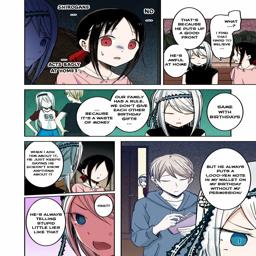 SHIROGANE
...
NO
...
ACTS BADLY
AT HOME?
WHAT
...?
I FIND
THAT HARD
TO BELIEVE
THAT'S
BECAUSE HE
PUTS UP A
GOOD
FRONT
HE'S
AWFUL AT
HOME
SAME
WITH
BIRTHDAYS
OUR FAMILY
HAD A RULE.
WE DON'T GIVE
EACH OTHER
BIRTHDAY
GIFTS
...
... BECAUSE
IT'S A WASTE
OF MONEY
WHEN I ASK
HIM ABOUT IT,
HE JUST KEEPS
SAYING HE
DOESN'T KNOW
ANYTHING
ABOUT IT
HE'S ALWAYS
TELLING
STUPID
LITTLE LIES
LIKE THAT
BUT HE ALWAYS
PUTS A
1,000-YEN NOTE
IN MY WALLET ON
MY BIRTHDAY
WITHOUT MY
PERMISSION!